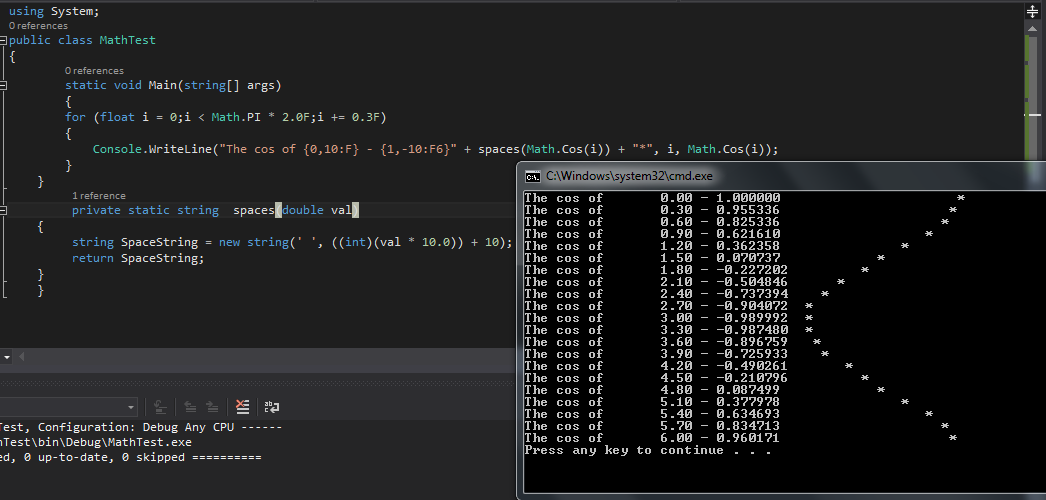 using System;
0 references
public class MathTest
{
0 references
static void Main(string[] args)
{
for (float i = 0;i < Math.PI * 2.0F;i += 0.3F)
{
Console.WriteLine("The cos of {0,10:F} - {1,-10:F6}" + spaces(Math.Cos(i)) + "*", i, Math.Cos(i));
}
}
1 reference
private static string  spaces(double val)
{
string SpaceString = new string(' ', ((int)(val * 10.0)) + 10);
return SpaceString;
}
}
C:\Windows\system32\cmd.exe
The cos of       0.00 - 1.000000                      *
The cos of       0.30 - 0.955336                     *
The cos of       0.60 - 0.825336                    *
The cos of       0.90 - 0.621610                  *
The cos of       1.20 - 0.362358               *
The cos of       1.50 - 0.070737            *
The cos of       1.80 - -0.227202         *
The cos of       2.10 - -0.504846      *
The cos of       2.40 - -0.737394    *
The cos of       2.70 - -0.904072  *
The cos of       3.00 - -0.989992  *
The cos of       3.30 - -0.987480  *
The cos of       3.60 - -0.896759   *
The cos of       3.90 - -0.725933    *
The cos of       4.20 - -0.490261       *
The cos of       4.50 - -0.210796         *
The cos of       4.80 - 0.087499            *
The cos of       5.10 - 0.377978               *
The cos of       5.40 - 0.634693                  *
The cos of       5.70 - 0.834713                    *
The cos of       6.00 - 0.960171                     *
Press any key to continue . . .
Test, Configuration: Debug Any CPU ------
hTest\bin\Debug\MathTest.exe
ed, 0 up-to-date, 0 skipped ==========